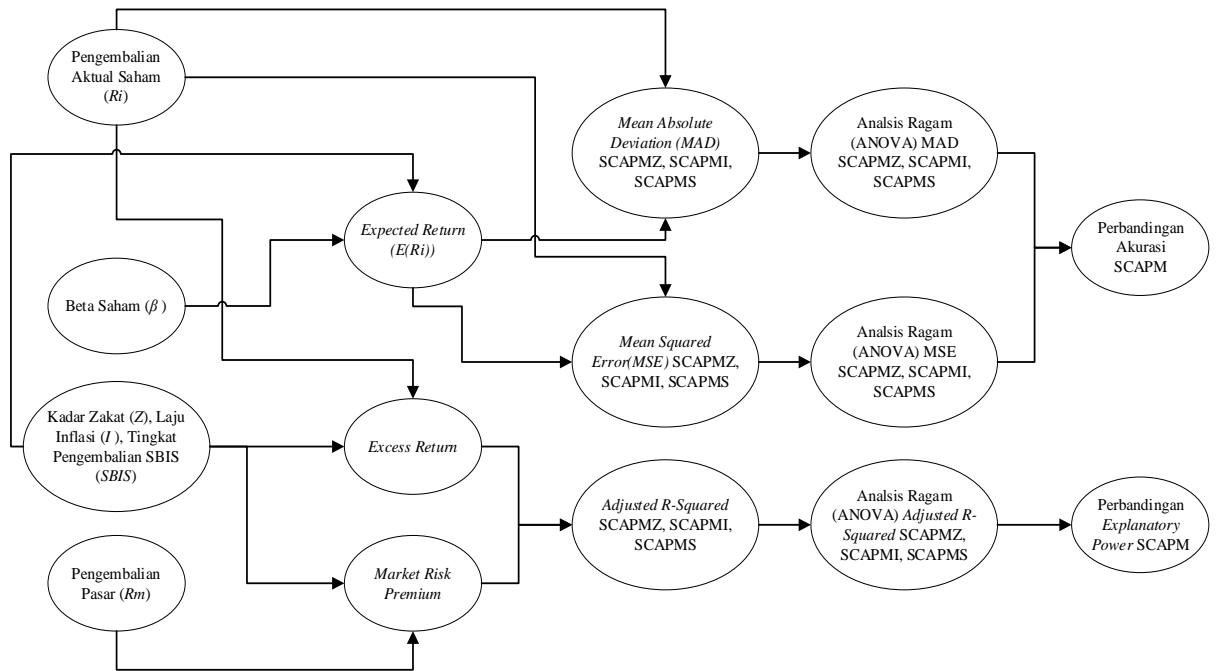 Pengembalian
Aktual Saham
(Ri)
Beta Saham (β )
Kadar Zakat (Z), Laju
Inflasi (I ), Tingkat
Pengembalian SBIS
(SBIS)
Pengembalian
Pasar (Rm)
Expected Return
(E(Ri))
Excess Return
Market Risk
Premium
Mean Absolute
Deviation (MAD)
SCAPMZ, SCAPMI,
SCAPMS
Mean Squared
Error(MSE) SCAPMZ,
SCAPMI, SCAPMS
Adjusted R-Squared
SCAPMZ, SCAPMI,
SCAPMS
Analsis Ragam
(ANOVA) MAD
SCAPMZ, SCAPMI,
SCAPMS
Analsis Ragam
(ANOVA) MSE
SCAPMZ, SCAPMI,
SCAPMS
Analsis Ragam
(ANOVA) Adjusted R-
Squared SCAPMZ,
SCAPMI, SCAPMS
Perbandingan
Akurasi
SCAPM
Perbandingan
Explanatory
Power SCAPM